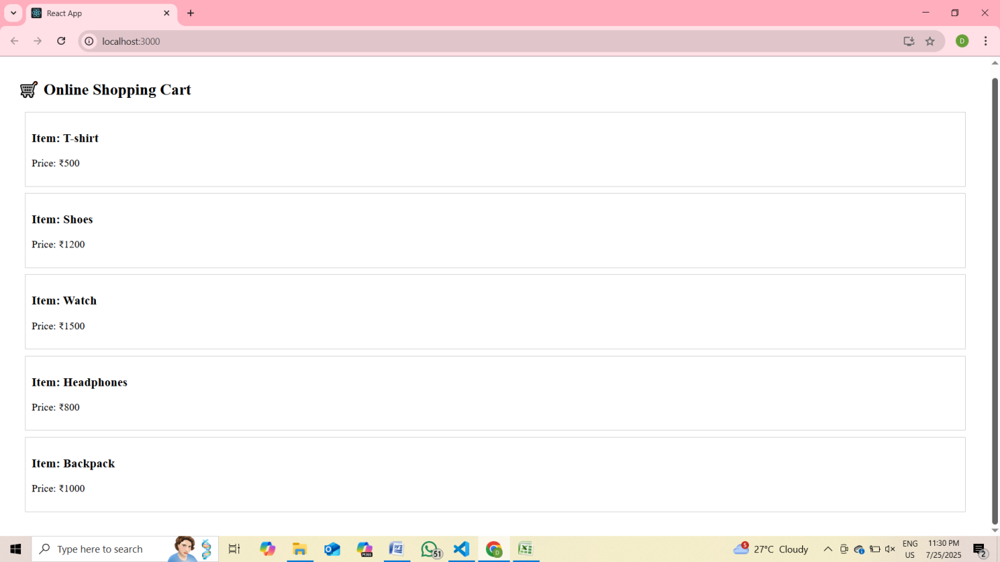 React App
localhost:3000
D
Online Shopping Cart
Item: T-shirt
Price: ₹500
Item: Shoes
Price: ₹1200
Item: Watch
Price: ₹1500
Item: Headphones
Price: ₹800
Item: Backpack
Price: ₹1000
Type here to search
M365
51
D
5
27°C Cloudy
ENG
US
11:30 PM
7/25/2025
2